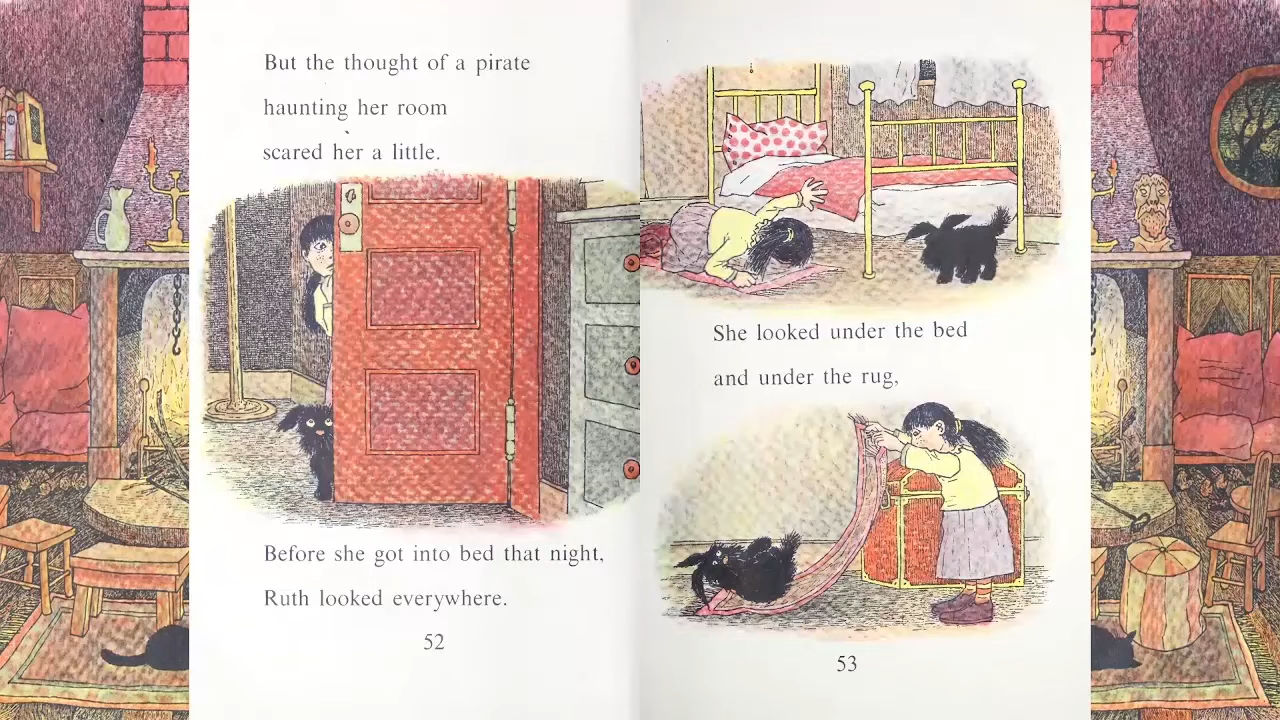 But the thought of a pirate
haunting her room
scared her a little.
Before she got into bed that night,
Ruth looked everywhere.
52
She looked under the bed
and under the rug,
53